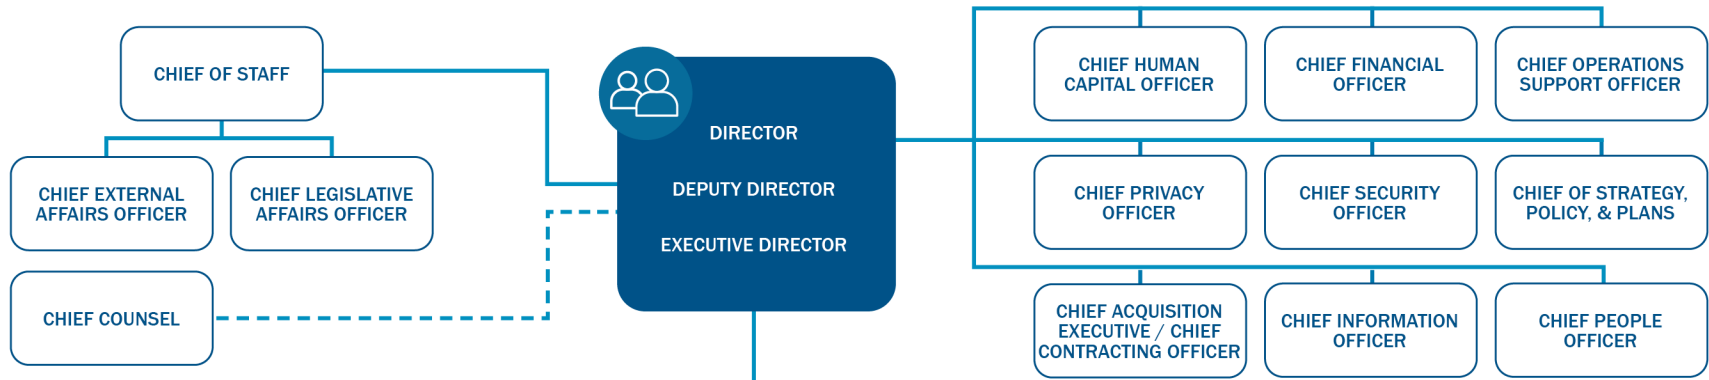 CHIEF OF STAFF
CHIEF EXTERNAL
AFFAIRS OFFICER
CHIEF LEGISLATIVE
AFFAIRS OFFICER
CHIEF COUNSEL
DIRECTOR
DEPUTY DIRECTOR
EXECUTIVE DIRECTOR
CHIEF HUMAN
CAPITAL OFFICER
CHIEF FINANCIAL
OFFICER
CHIEF OPERATIONS
SUPPORT OFFICER
CHIEF PRIVACY
OFFICER
CHIEF SECURITY
OFFICER
CHIEF OF STRATEGY,
POLICY, & PLANS
CHIEF ACQUISITION
EXECUTIVE / CHIEF
CONTRACTING OFFICER
CHIEF INFORMATION
OFFICER
CHIEF PEOPLE
OFFICER